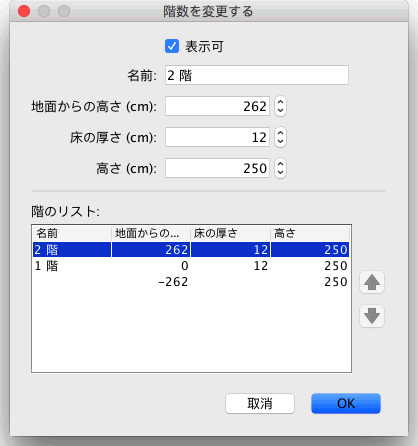 階数を変更する
表示可
名前: 2 階
地面からの高さ (cm): 262
床の厚さ (cm): 12
高さ (cm): 250
階のリスト:
名前 地面からの... 床の厚さ 高さ
2 階 262 12 250
1 階 0 12 250
-262 250
取消 OK